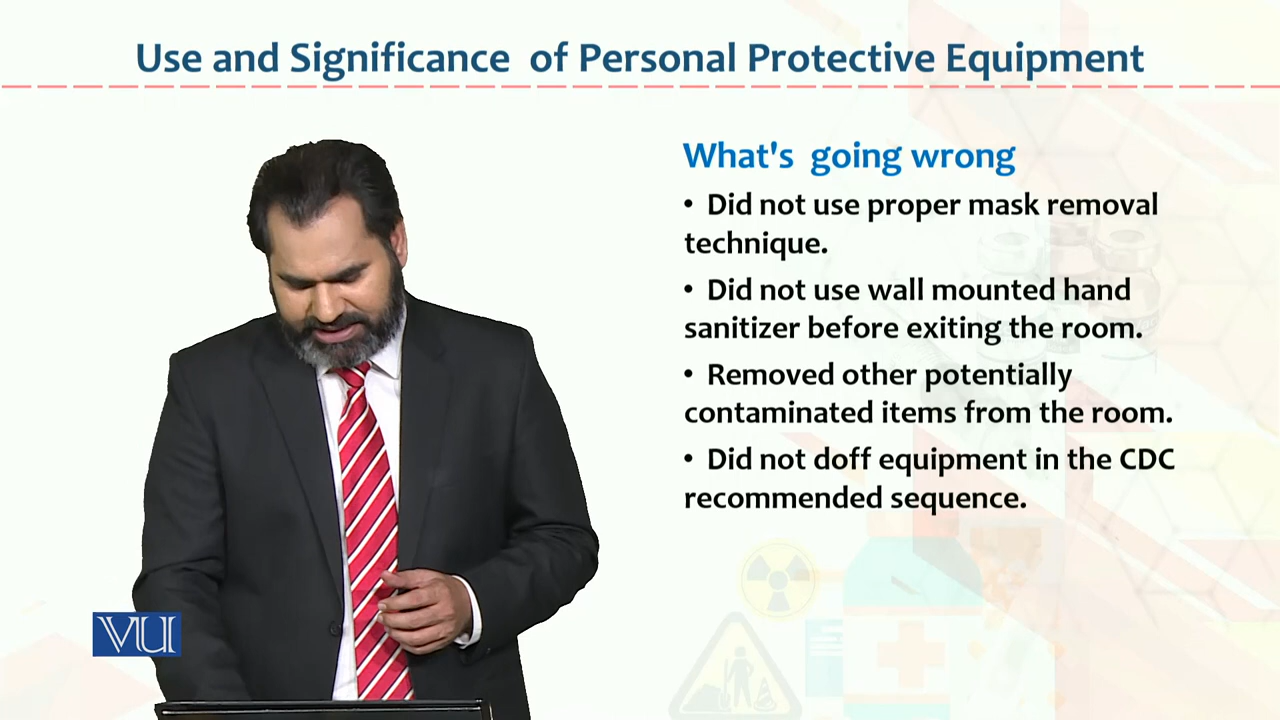 Use and Significance of Personal Protective Equipment
What's going wrong
• Did not use proper mask removal
technique.
• Did not use wall mounted hand
sanitizer before exiting the room.
• Removed other potentially
contaminated items from the room.
• Did not doff equipment in the CDC
recommended sequence.
VU